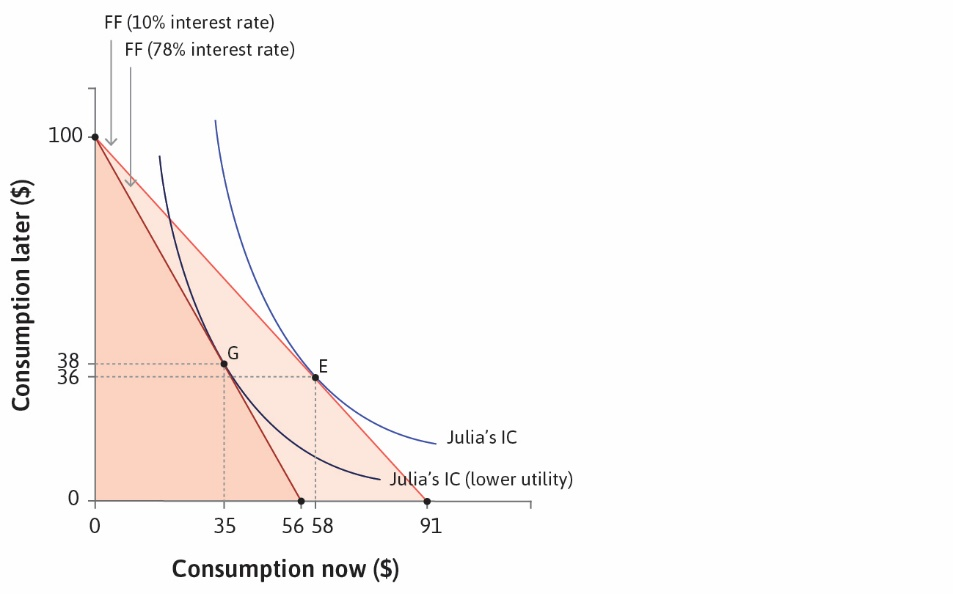 FF (10% interest rate)
FF (78% interest rate)
100
Consumption later ($)
38
36
G
E
Julia's IC
Julia's IC (lower utility)
0
0
35
56
58
91
Consumption now ($)